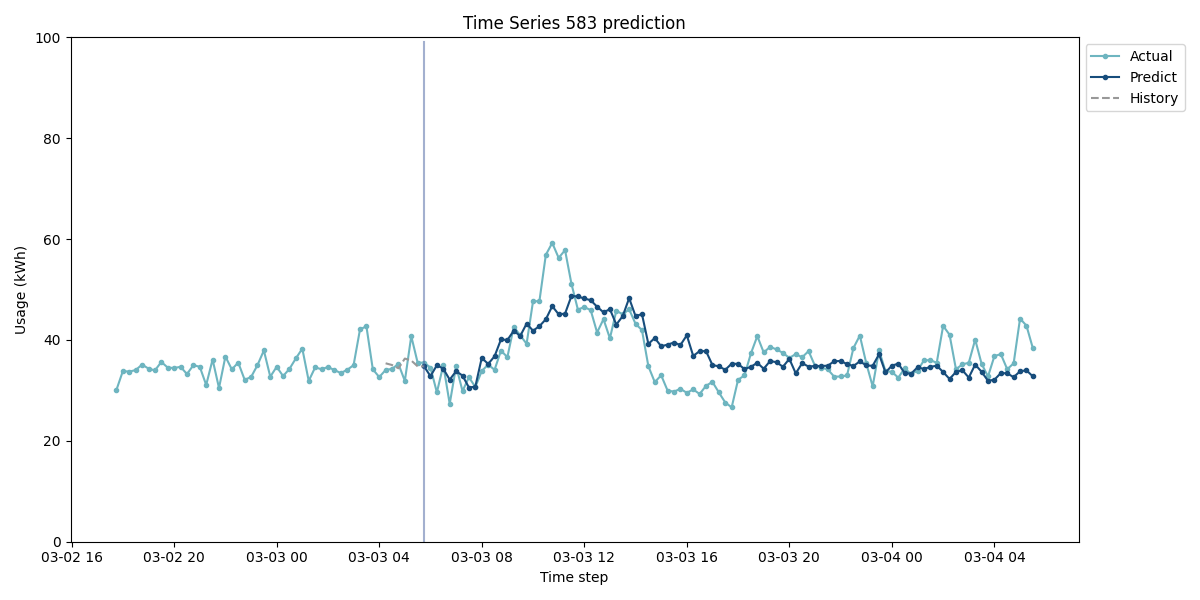 Time Series 583 prediction
100
80
60
40
20
0
Usage (kWh)
03-02 16
03-02 20
03-03 00
03-03 04
03-03 08
03-03 12
03-03 16
03-03 20
03-04 00
03-04 04
Time step
Actual
Predict
History